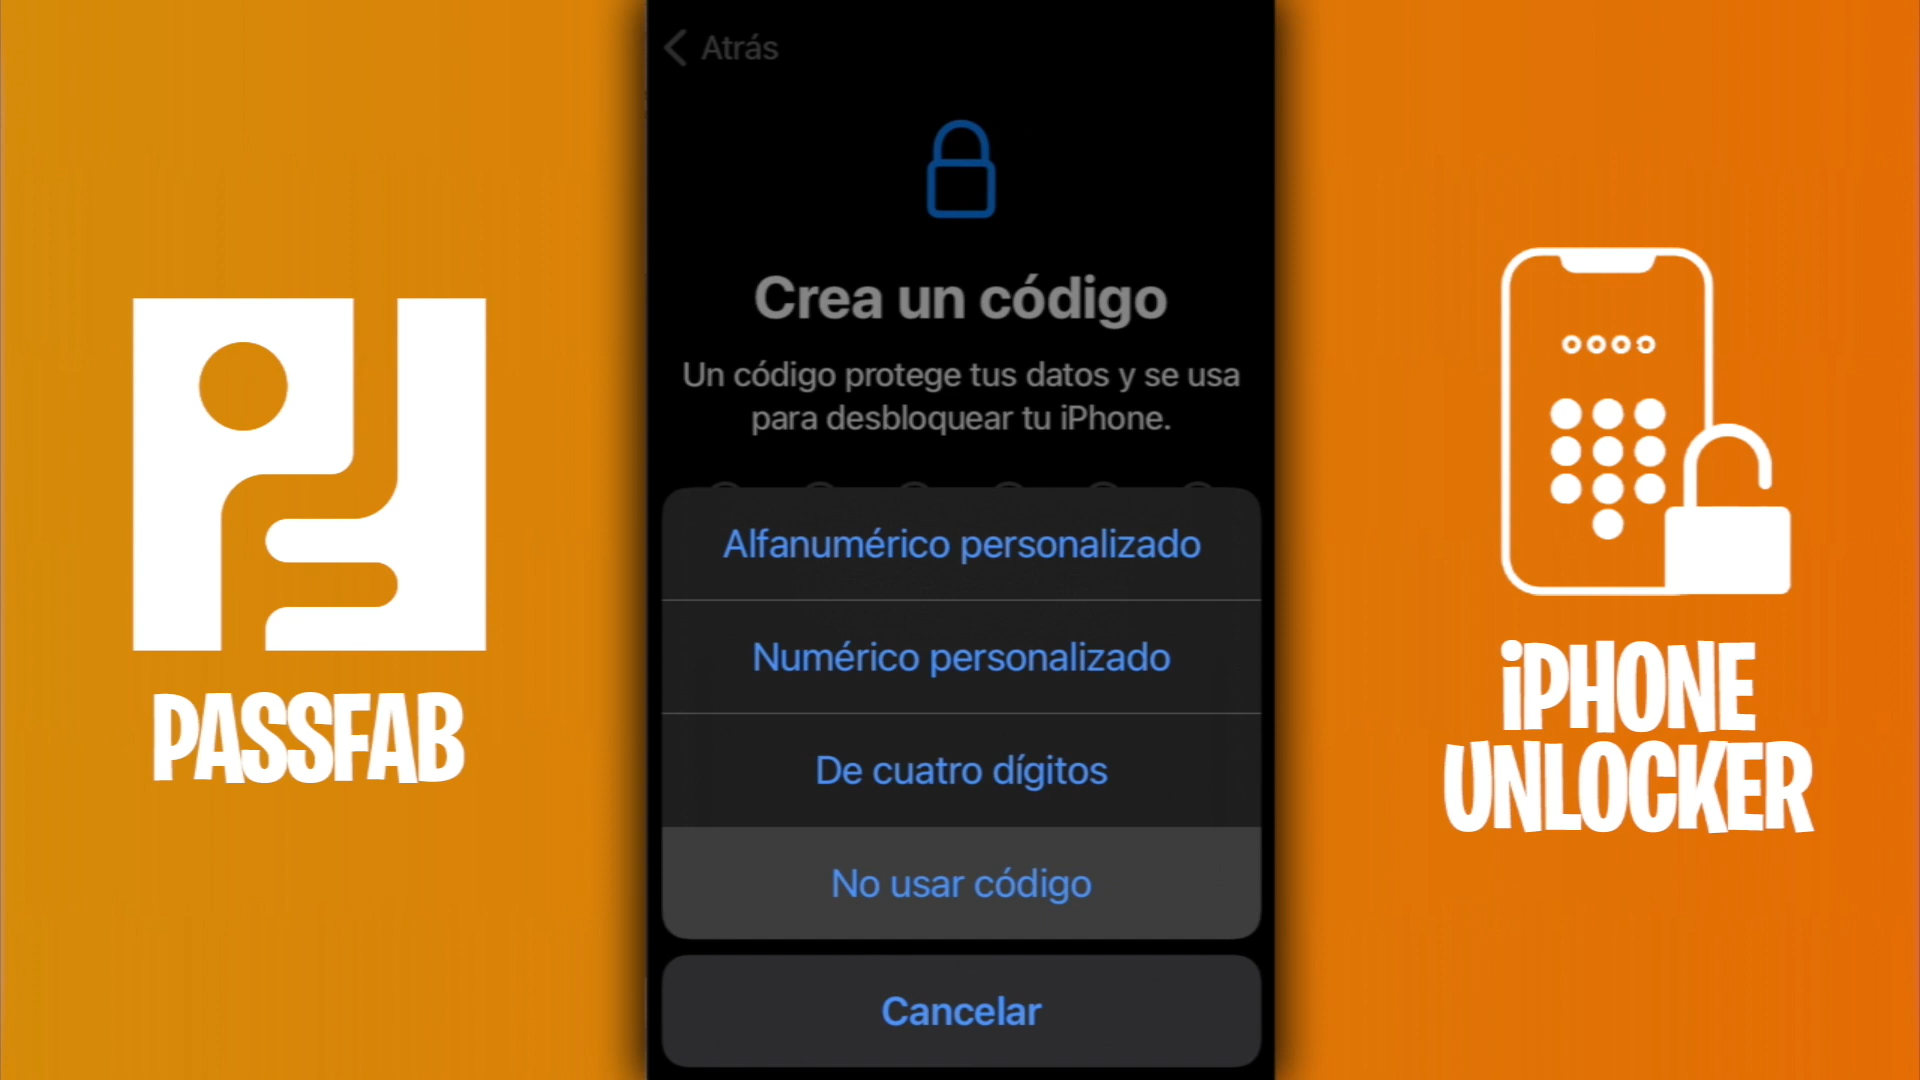 Atrás
Crea un código
Un código protege tus datos y se usa
para desbloquear tu iPhone.
Alfanumérico personalizado
Numérico personalizado
De cuatro dígitos
No usar código
Cancelar
PASSFAB
iPHONE
UNLOCKER